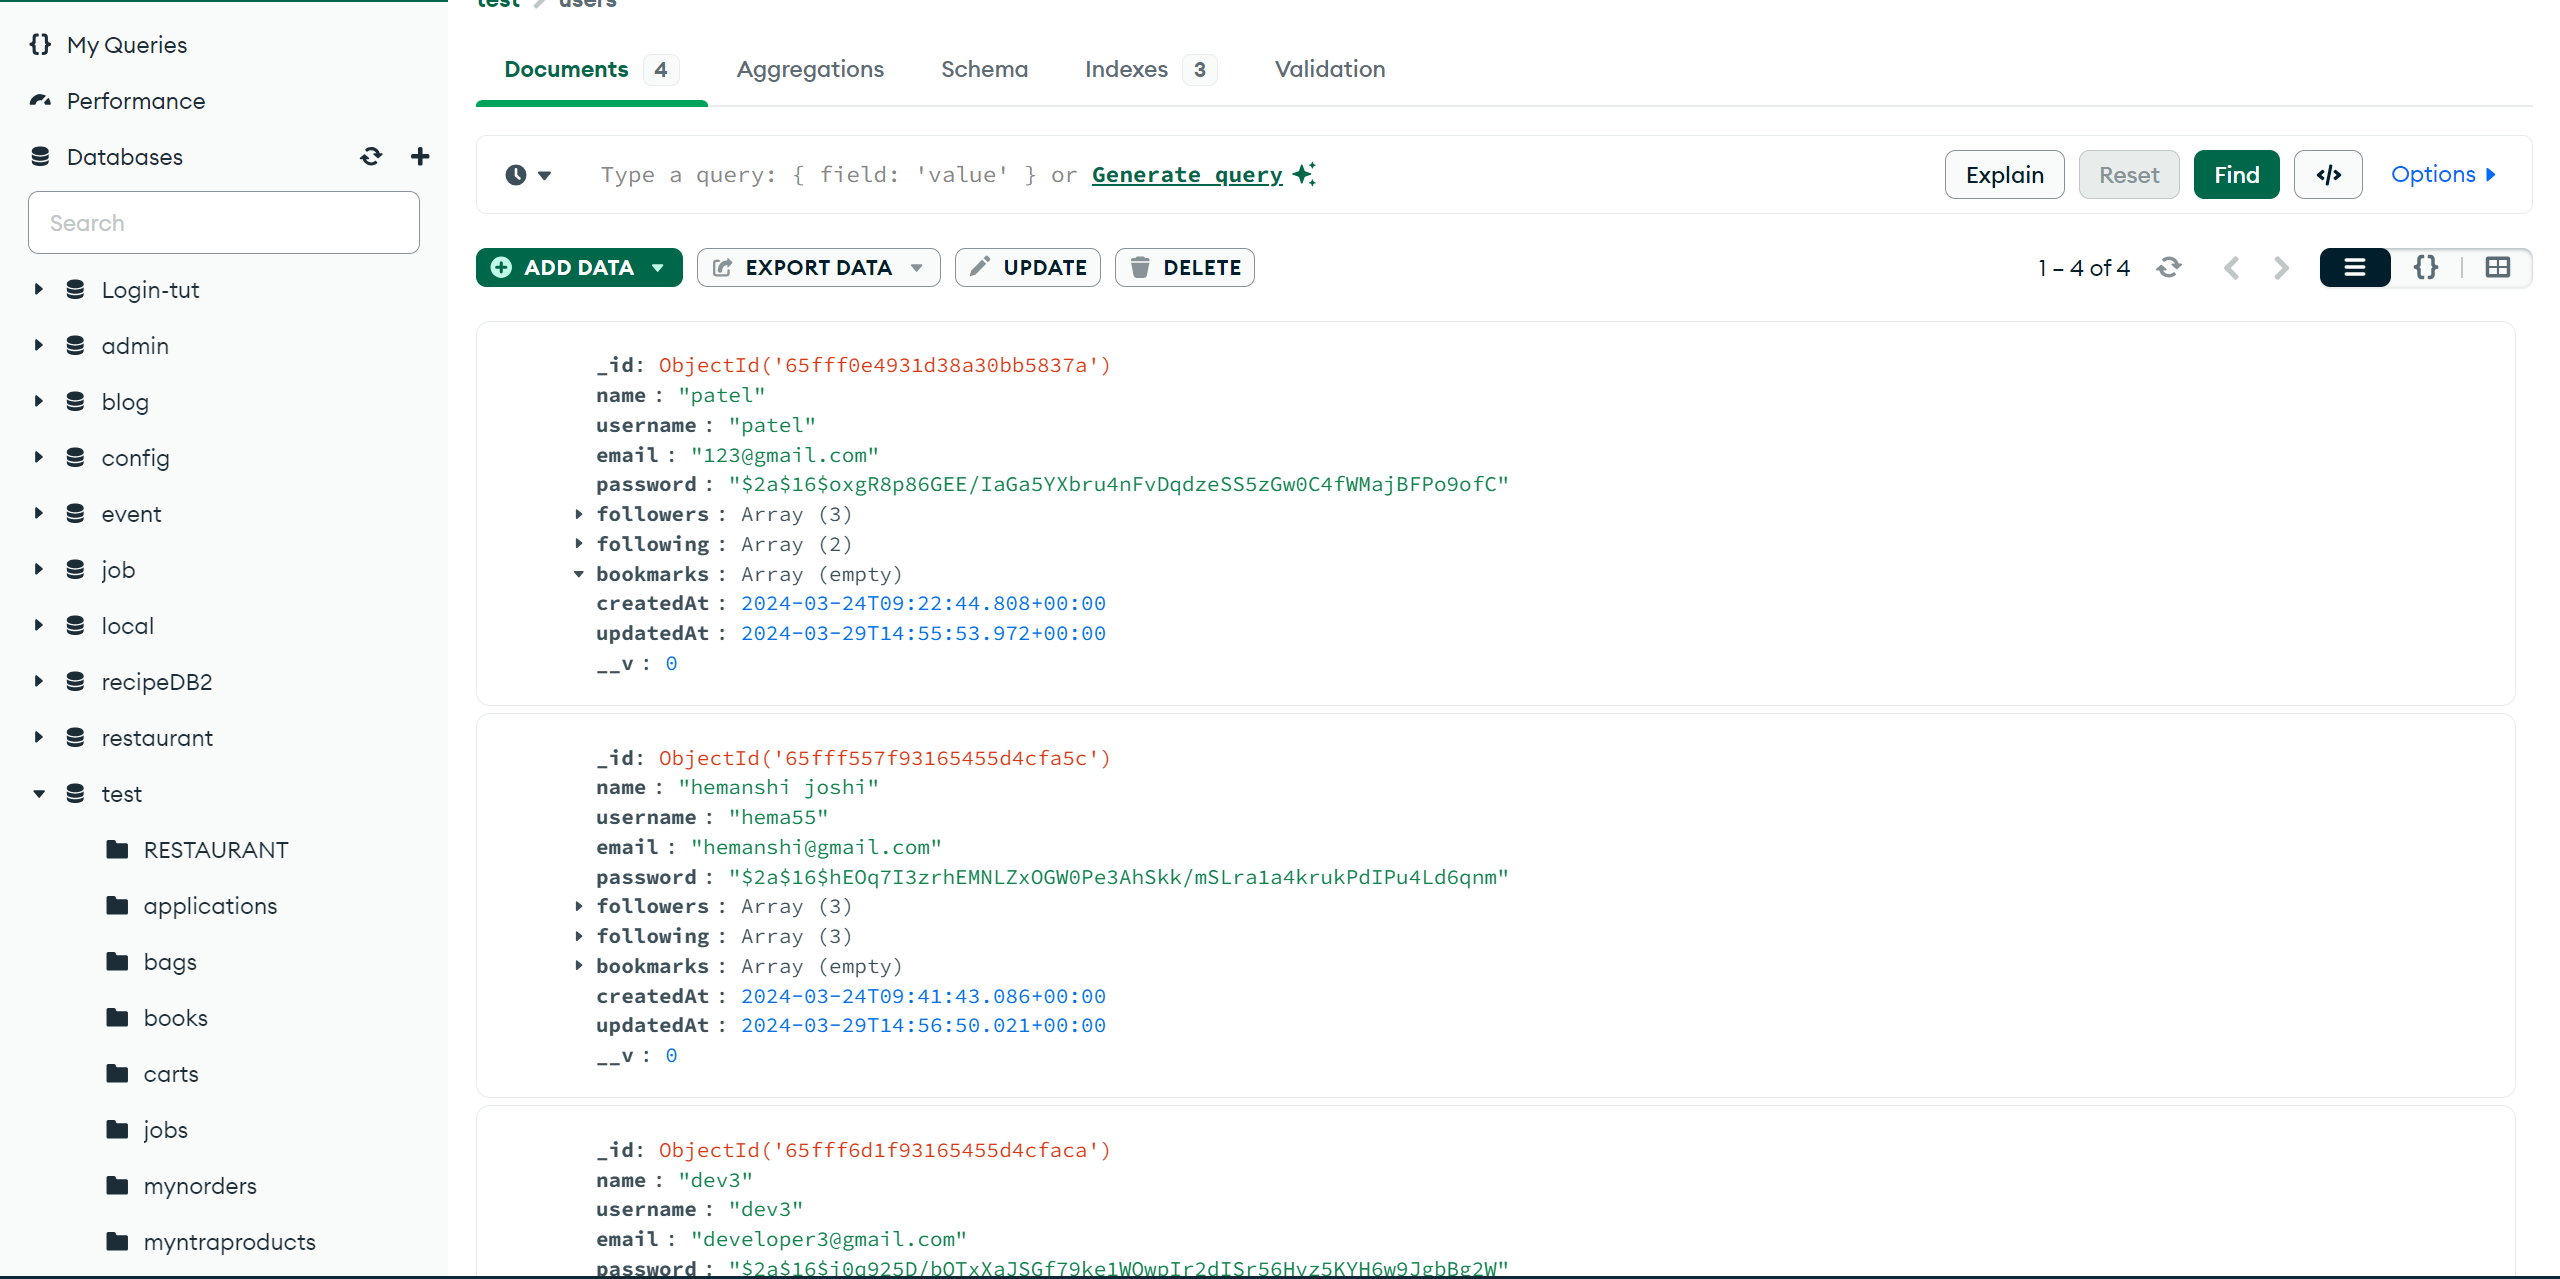 My Queries
Performance
Databases
Search
Login-tut
admin
blog
config
event
job
local
recipeDB2
restaurant
test
RESTAURANT
applications
bags
books
carts
jobs
mynorders
myntraproducts
test > users
Documents 4 Aggregations Schema Indexes 3 Validation
Type a query: { field: 'value' } or Generate query
Explain Reset Find </> Options
ADD DATA EXPORT DATA UPDATE DELETE
1 – 4 of 4 {}
_id: ObjectId('65fff0e4931d38a30bb5837a')
name : "patel"
username : "patel"
email : "123@gmail.com"
password : "$2a$16$oxgR8p86GEE/IaGa5YXbru4nFvDqdzeSS5zGw0C4fWMajBFPo9ofC"
followers : Array (3)
following : Array (2)
bookmarks : Array (empty)
createdAt : 2024-03-24T09:22:44.808+00:00
updatedAt : 2024-03-29T14:55:53.972+00:00
__v : 0
_id: ObjectId('65fff557f93165455d4cfa5c')
name : "hemanshi joshi"
username : "hema55"
email : "hemanshi@gmail.com"
password : "$2a$16$hEOq7I3zrhEMNLZxOGW0Pe3AhSkk/mSLra1a4krukPdIPu4Ld6qnm"
followers : Array (3)
following : Array (3)
bookmarks : Array (empty)
createdAt : 2024-03-24T09:41:43.086+00:00
updatedAt : 2024-03-29T14:56:50.021+00:00
__v : 0
_id: ObjectId('65fff6d1f93165455d4cfaca')
name : "dev3"
username : "dev3"
email : "developer3@gmail.com"
password :